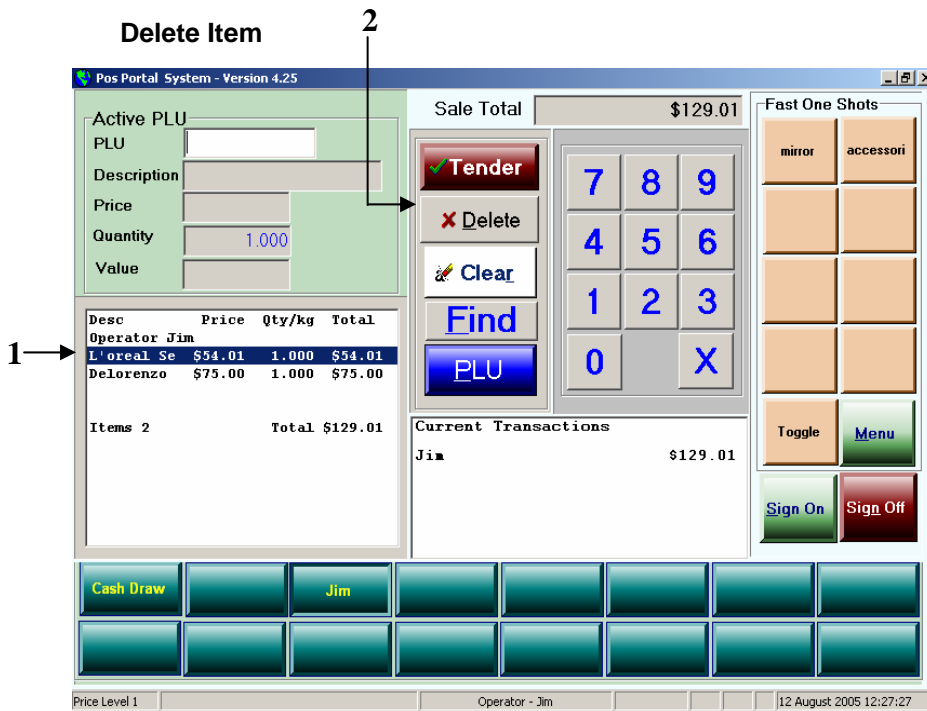 Delete Item
2
Pos Portal System - Version 4.25
Active PLU
PLU
Description
Price
Quantity 1.000
Value
Sale Total $129.01
Tender
Delete
Clear
Find
PLU
7 8 9
4 5 6
1 2 3
0 X
Fast One Shots
mirror accessori
Toggle Menu
Sign On Sign Off
1
Desc Price Qty/kg Total
Operator Jim
L'oreal Se $54.01 1.000 $54.01
Delorenzo $75.00 1.000 $75.00
Items 2 Total $129.01
Current Transactions
Jim $129.01
Cash Draw Jim
Price Level 1 Operator - Jim 12 August 2005 12:27:27